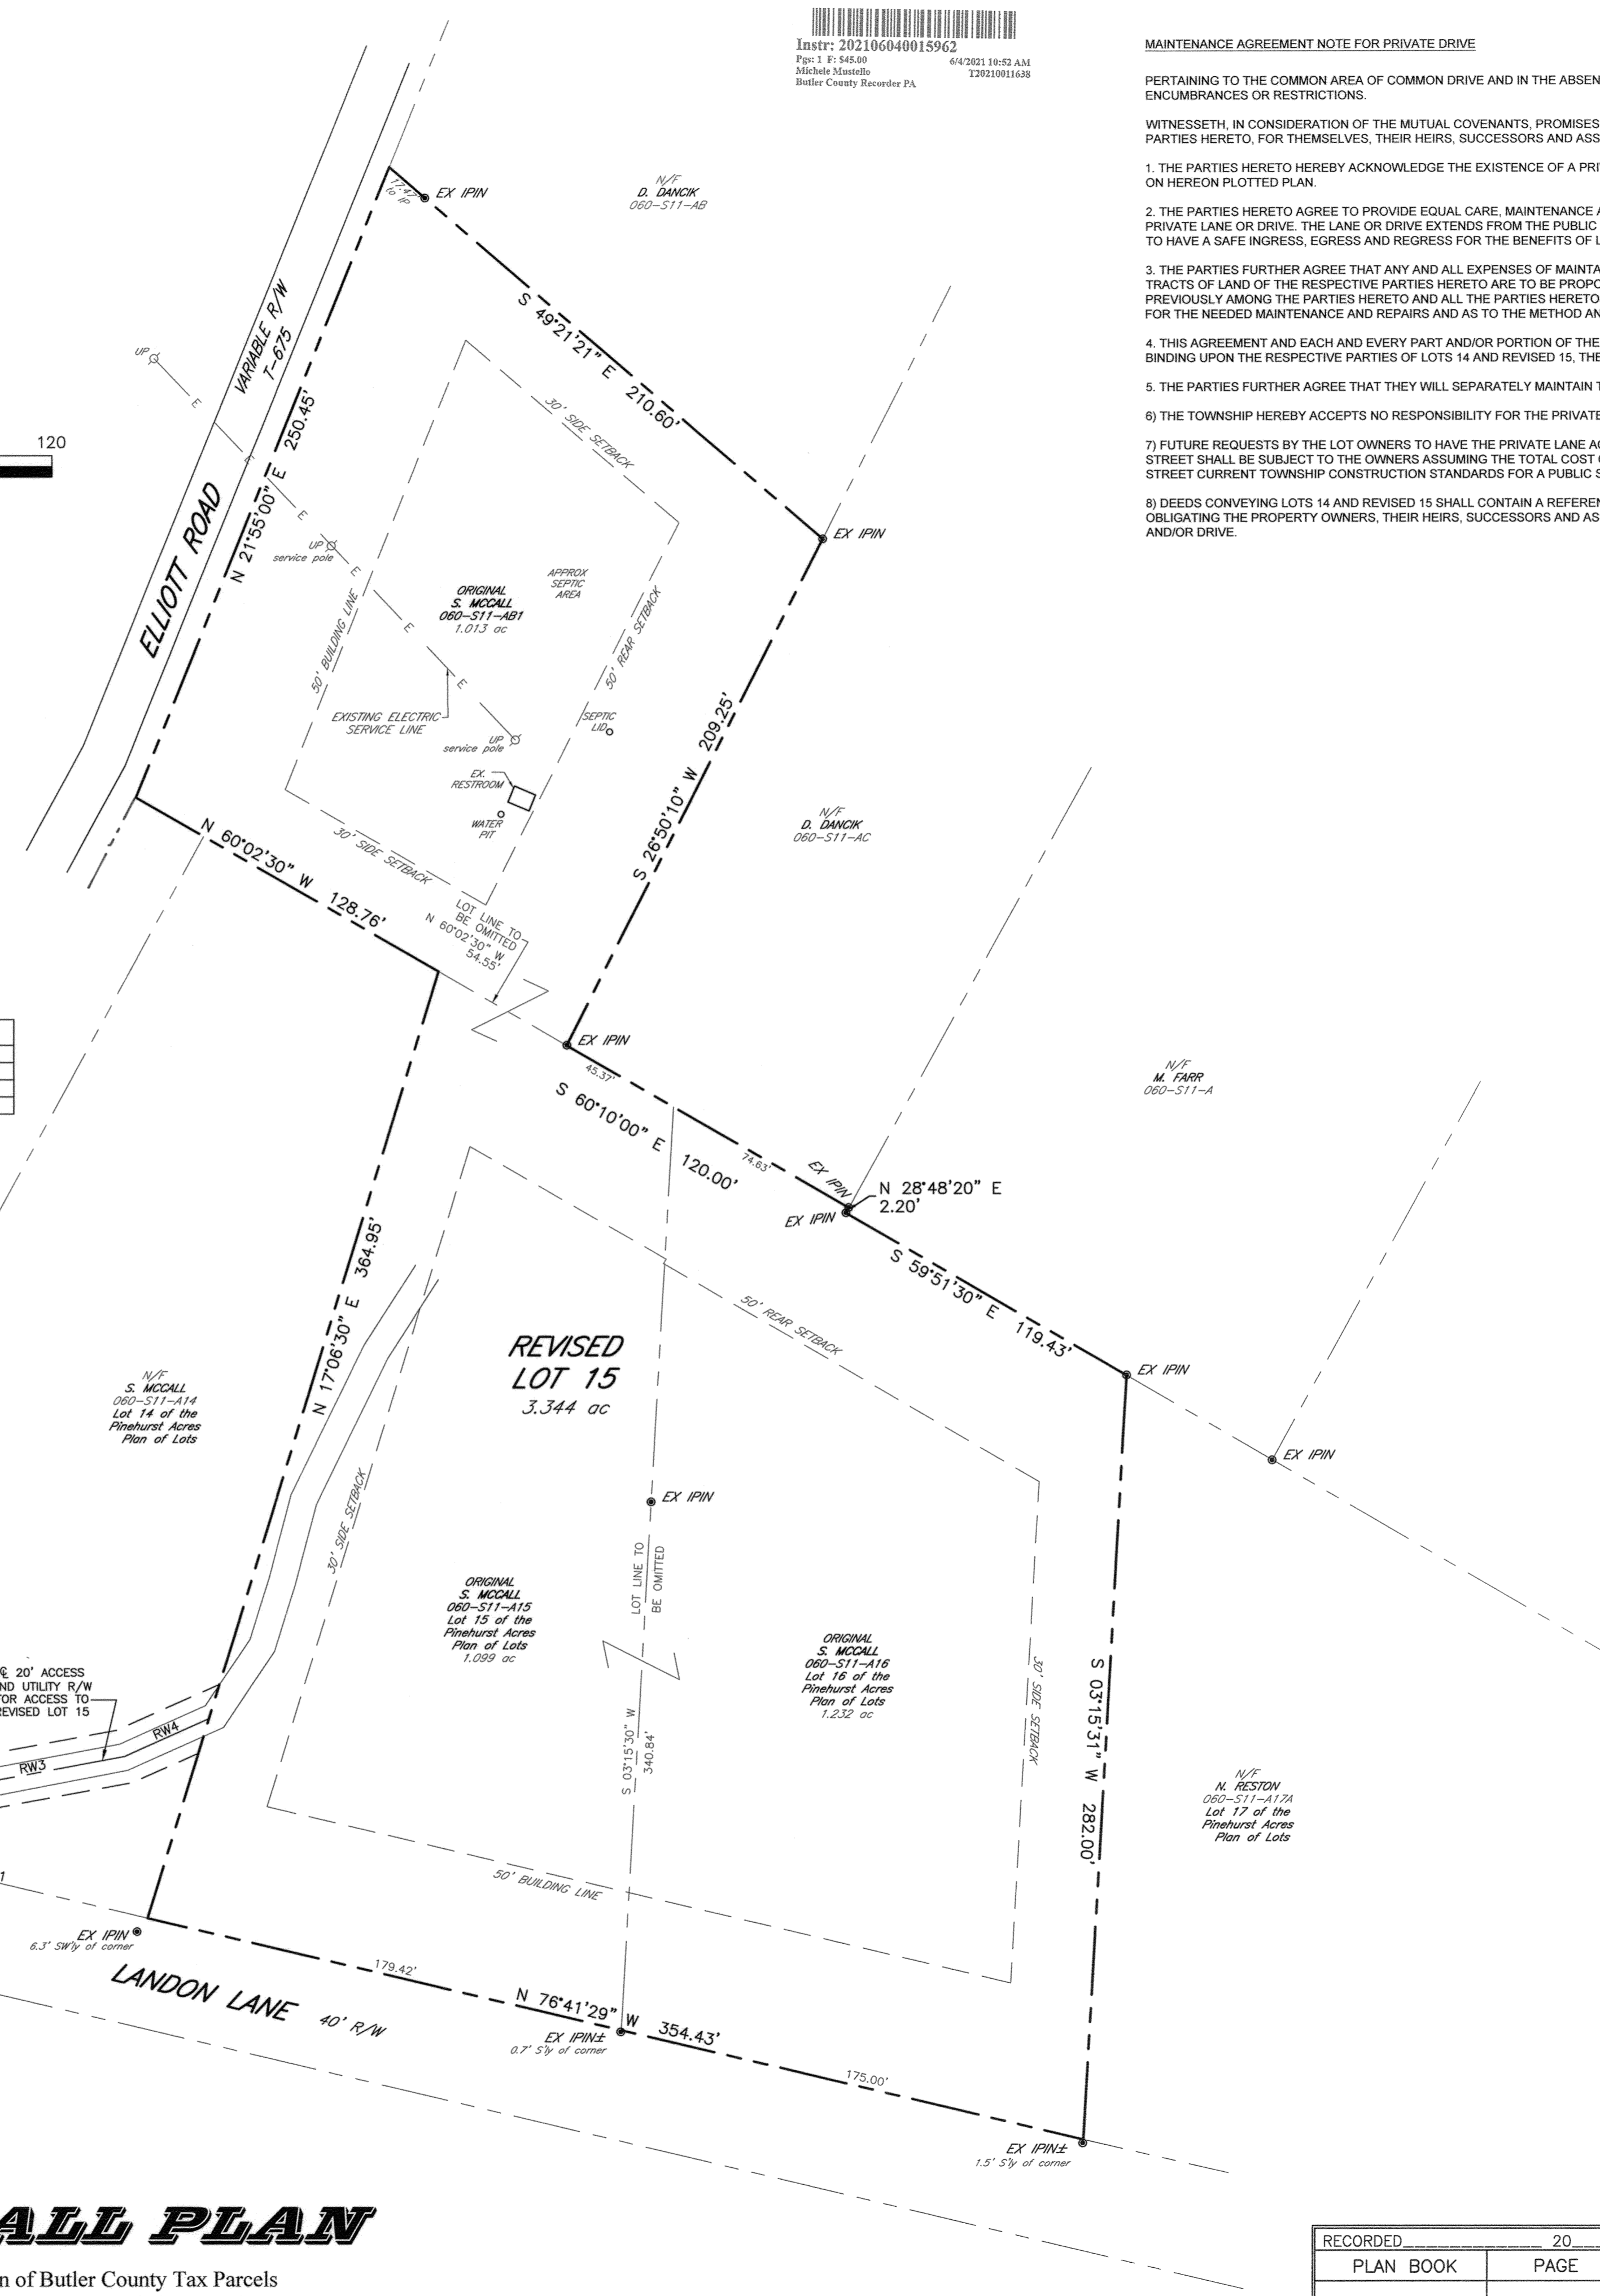 Instr: 202106040015962
Pgs: 1 F: $45.00
6/4/2021 10:52 AM
Michele Mustello
T20210011638
Butler County Recorder PA
MAINTENANCE AGREEMENT NOTE FOR PRIVATE DRIVE
PERTAINING TO THE COMMON AREA OF COMMON DRIVE AND IN THE ABSEN
ENCUMBRANCES OR RESTRICTIONS.
WITNESSETH, IN CONSIDERATION OF THE MUTUAL COVENANTS, PROMISES
PARTIES HERETO, FOR THEMSELVES, THEIR HEIRS, SUCCESSORS AND ASS
1. THE PARTIES HERETO HEREBY ACKNOWLEDGE THE EXISTENCE OF A PRI
ON HEREON PLOTTED PLAN.
2. THE PARTIES HERETO AGREE TO PROVIDE EQUAL CARE, MAINTENANCE A
PRIVATE LANE OR DRIVE. THE LANE OR DRIVE EXTENDS FROM THE PUBLIC
TO HAVE A SAFE INGRESS, EGRESS AND REGRESS FOR THE BENEFITS OF L
3. THE PARTIES FURTHER AGREE THAT ANY AND ALL EXPENSES OF MAINTA
TRACTS OF LAND OF THE RESPECTIVE PARTIES HERETO ARE TO BE PROPO
PREVIOUSLY AMONG THE PARTIES HERETO AND ALL THE PARTIES HERETO
FOR THE NEEDED MAINTENANCE AND REPAIRS AND AS TO THE METHOD AN
4. THIS AGREEMENT AND EACH AND EVERY PART AND/OR PORTION OF THE
BINDING UPON THE RESPECTIVE PARTIES OF LOTS 14 AND REVISED 15, THE
5. THE PARTIES FURTHER AGREE THAT THEY WILL SEPARATELY MAINTAIN T
6) THE TOWNSHIP HEREBY ACCEPTS NO RESPONSIBILITY FOR THE PRIVATE
7) FUTURE REQUESTS BY THE LOT OWNERS TO HAVE THE PRIVATE LANE AC
STREET SHALL BE SUBJECT TO THE OWNERS ASSUMING THE TOTAL COST
STREET CURRENT TOWNSHIP CONSTRUCTION STANDARDS FOR A PUBLIC S
8) DEEDS CONVEYING LOTS 14 AND REVISED 15 SHALL CONTAIN A REFEREN
OBLIGATING THE PROPERTY OWNERS, THEIR HEIRS, SUCCESSORS AND AS
AND/OR DRIVE.
17.47'
to IP
EX IPIN
N/F
D. DANCIK
060-S11-AB
S 49°21'21" E 210.60'
VARIABLE R/W
T-675
UP
E
N 21°55'00" E 250.45'
30' SIDE SETBACK
120
E
ELLIOTT ROAD
E
UP
service pole
E
EX IPIN
APPROX
SEPTIC
AREA
ORIGINAL
S. MCCALL
060-S11-AB1
1.013 ac
E
50' BUILDING LINE
50' REAR SETBACK
E
EXISTING ELECTRIC
SERVICE LINE
SEPTIC
LID
UP
service pole
S 26°50'10" W 209.25'
EX.
RESTROOM
WATER
PIT
N/F
D. DANCIK
060-S11-AC
N 60°02'30" W 128.76'
30' SIDE SETBACK
LOT LINE TO
BE OMITTED
N 60°02'30" W
54.55'
EX IPIN
45.37'
S 60°10'00" E 120.00'
74.63'
N/F
M. FARR
060-S11-A
EX IPIN
EX IPIN
N 28°48'20" E
2.20'
S 59°51'30" E 119.43'
N 17°06'30" E 364.95'
50' REAR SETBACK
REVISED
LOT 15
3.344 ac
EX IPIN
EX IPIN
N/F
S. MCCALL
060-S11-A14
Lot 14 of the
Pinehurst Acres
Plan of Lots
30' SIDE SETBACK
EX IPIN
LOT LINE TO
BE OMITTED
ORIGINAL
S. MCCALL
060-S11-A15
Lot 15 of the
Pinehurst Acres
Plan of Lots
1.099 ac
ORIGINAL
S. MCCALL
060-S11-A16
Lot 16 of the
Pinehurst Acres
Plan of Lots
1.232 ac
30' SIDE SETBACK
S 03°15'31" W 282.00'
S 03°15'30" W
340.84'
℄ 20' ACCESS
ND UTILITY R/W
OR ACCESS TO
EVISED LOT 15
RW4
RW3
N/F
N. RESTON
060-S11-A17A
Lot 17 of the
Pinehurst Acres
Plan of Lots
50' BUILDING LINE
EX IPIN
6.3' SW'ly of corner
LANDON LANE 40' R/W
179.42'
N 76°41'29" W 354.43'
EX IPIN±
0.7' S'ly of corner
175.00'
EX IPIN±
1.5' S'ly of corner
ALL PLAN
n of Butler County Tax Parcels
RECORDED______________ 20___
PLAN BOOK
PAGE